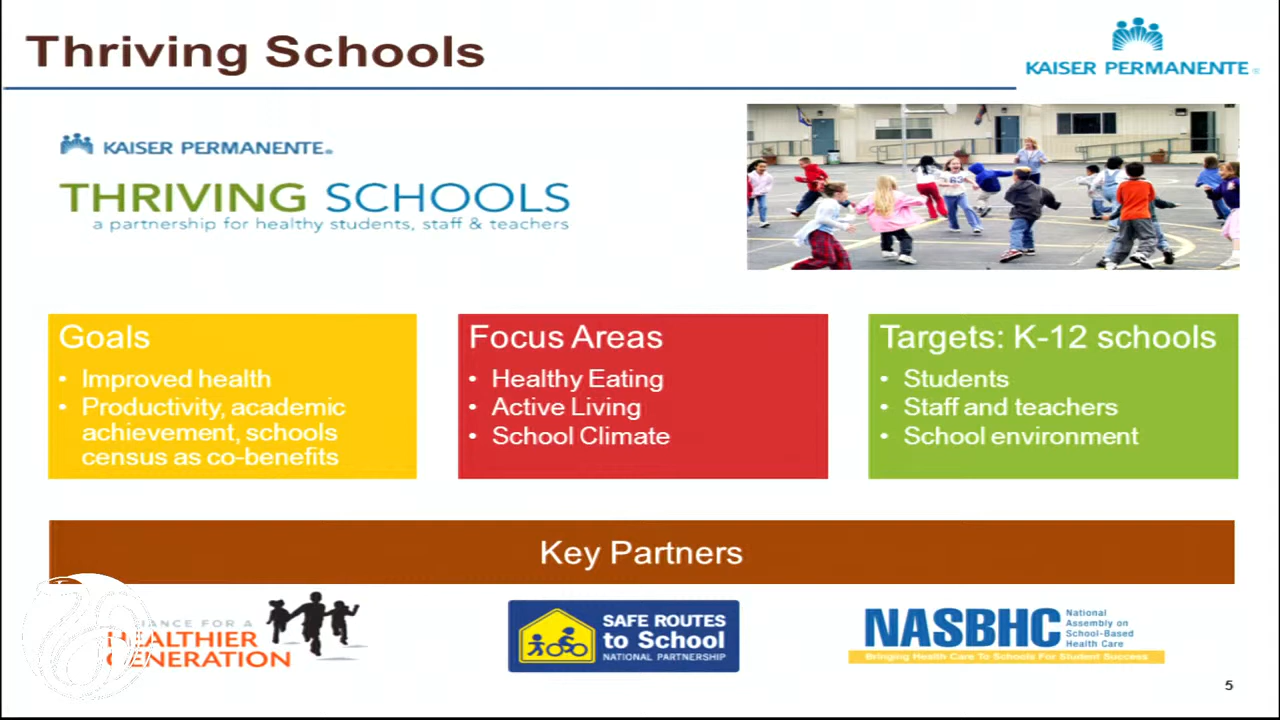 Thriving Schools
KAISER PERMANENTE®
KAISER PERMANENTE®
THRIVING SCHOOLS
a partnership for healthy students, staff & teachers
Goals
• Improved health
• Productivity, academic
achievement, schools
census as co-benefits
Focus Areas
• Healthy Eating
• Active Living
• School Climate
Targets: K-12 schools
• Students
• Staff and teachers
• School environment
Key Partners
FOR A
HEALTHIER
GENERATION
SAFE ROUTES
to School
NATIONAL PARTNERSHIP
NASBHC
National
Assembly on
School-Based
Health Care
Bringing Health Care To Schools For Student Success
5